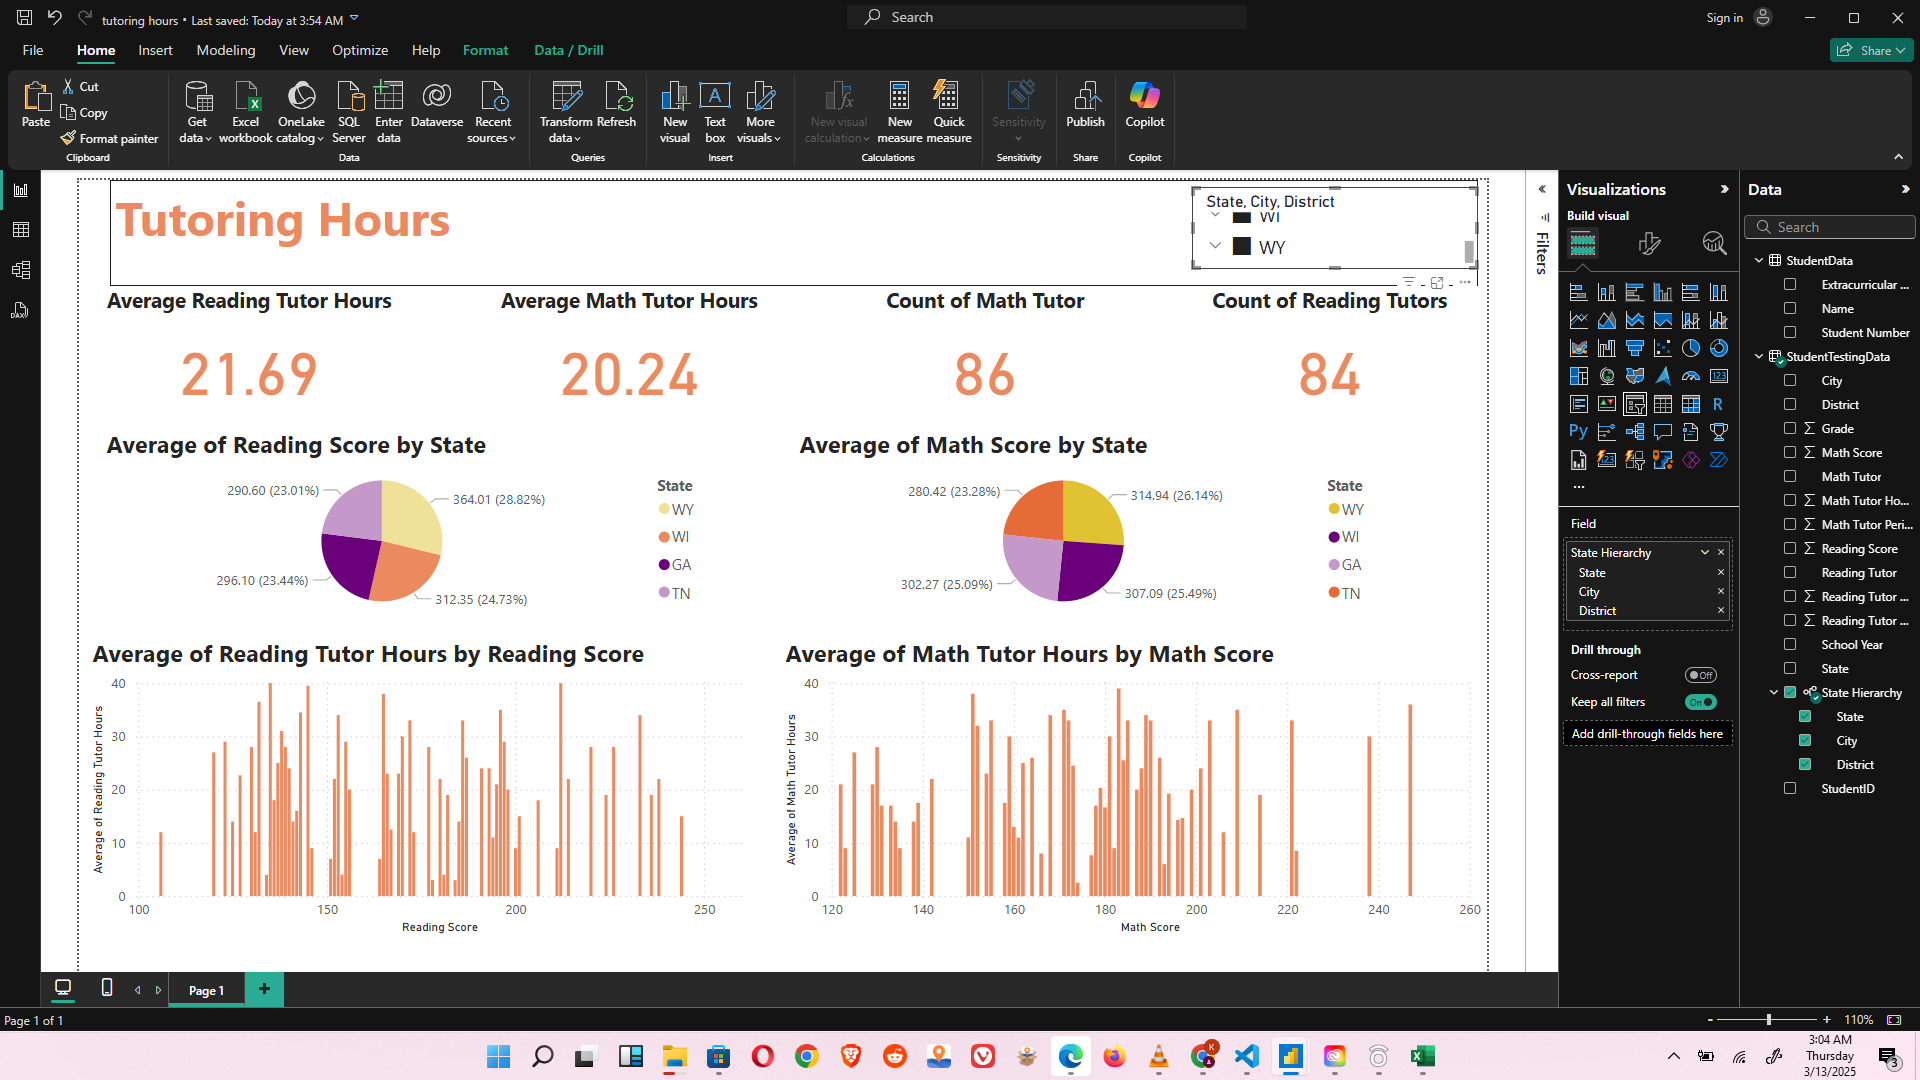 tutoring hours • Last saved: Today at 3:54 AM
Search
Sign in
File
Home
Insert
Modeling
View
Optimize
Help
Format
Data / Drill
Share
Paste
Cut
Copy
Format painter
Clipboard
Get data
Excel workbook
OneLake catalog
SQL Server
Enter data
Dataverse
Recent sources
Data
Transform data
Refresh
Queries
New visual
Text box
More visuals
Insert
New visual calculation
New measure
Quick measure
Calculations
Sensitivity
Sensitivity
Publish
Share
Copilot
Copilot
Tutoring Hours
State, City, District
WI
WY
Average Reading Tutor Hours
21.69
Average Math Tutor Hours
20.24
Count of Math Tutor
86
Count of Reading Tutors
84
Average of Reading Score by State
290.60 (23.01%)
364.01 (28.82%)
296.10 (23.44%)
312.35 (24.73%)
State
WY
WI
GA
TN
Average of Math Score by State
280.42 (23.28%)
314.94 (26.14%)
302.27 (25.09%)
307.09 (25.49%)
State
WY
WI
GA
TN
Average of Reading Tutor Hours by Reading Score
Average of Reading Tutor Hours
40
30
20
10
0
100 150 200 250
Reading Score
Average of Math Tutor Hours by Math Score
Average of Math Tutor Hours
40
30
20
10
0
120 140 160 180 200 220 240 260
Math Score
Filters
Visualizations
Build visual
123
R
Py
123
...
Field
State Hierarchy
State
City
District
Drill through
Cross-report
Off
Keep all filters
On
Add drill-through fields here
Data
Search
StudentData
Extracurricular ...
Name
Student Number
StudentTestingData
City
District
Grade
Math Score
Math Tutor
Math Tutor Ho...
Math Tutor Peri...
Reading Score
Reading Tutor
Reading Tutor ...
Reading Tutor ...
School Year
State
State Hierarchy
State
City
District
StudentID
DAX
Page 1
+
Page 1 of 1
- + 110%
K
3:04 AM
Thursday
3/13/2025
3